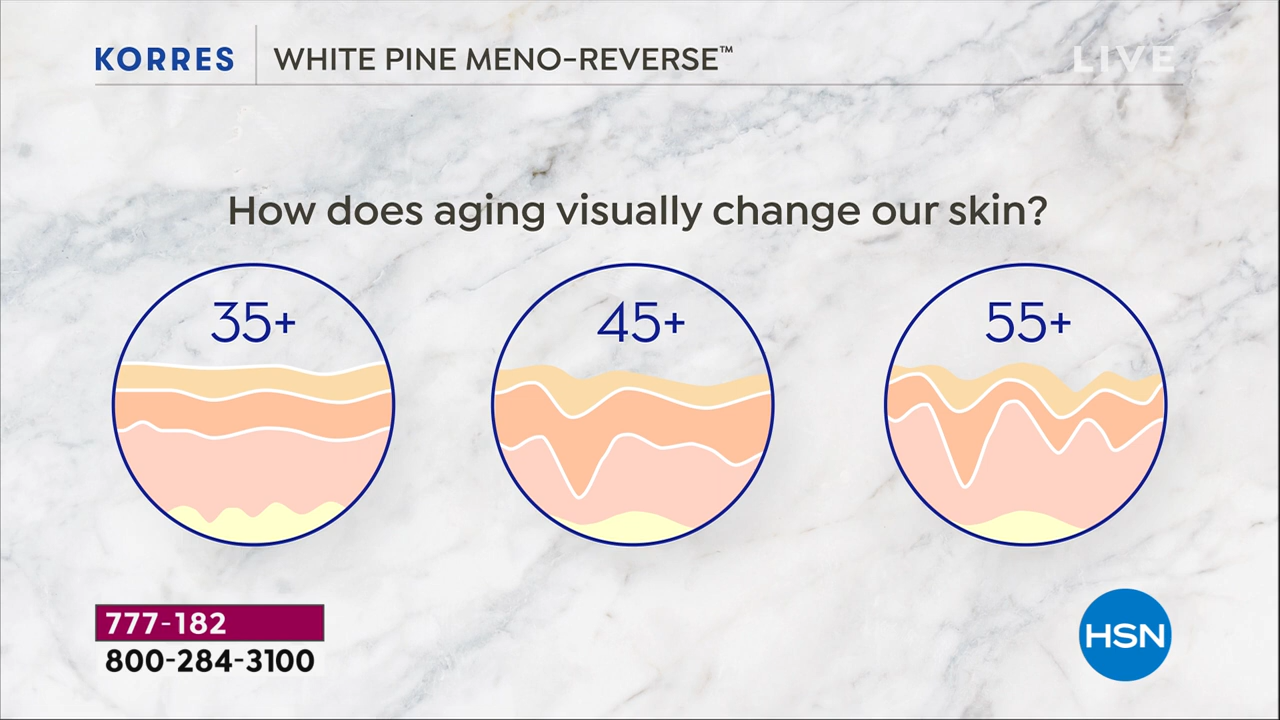 KORRES
WHITE PINE MENO-REVERSE™
LIVE
How does aging visually change our skin?
35+
45+
55+
777-182
800-284-3100
HSN